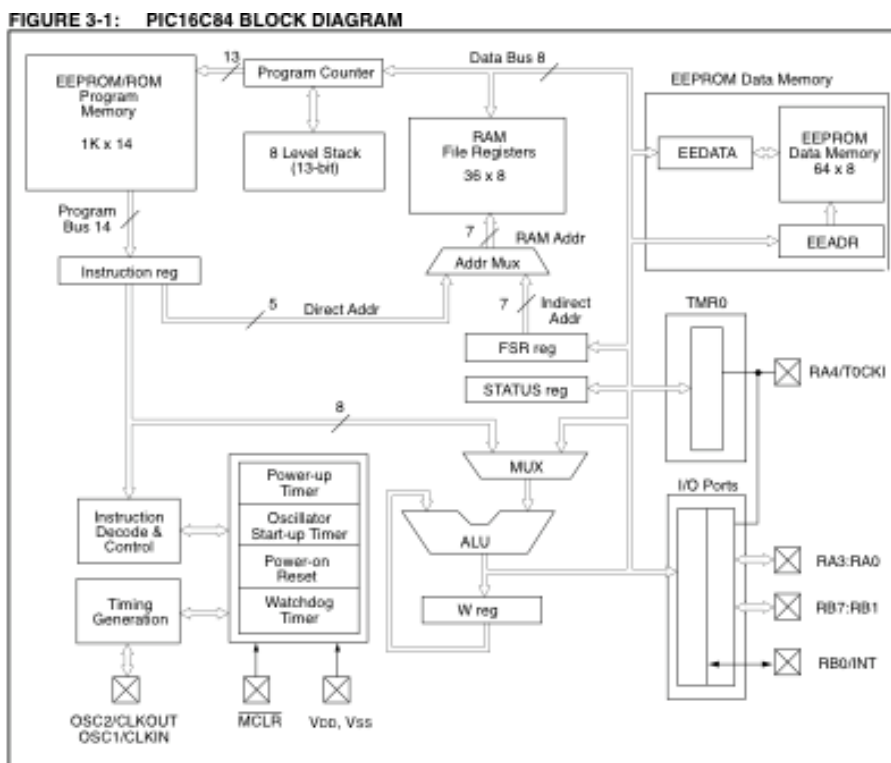 FIGURE 3-1: PIC16C84 BLOCK DIAGRAM
EEPROM/ROM
Program
Memory
1K x 14
13
Program Counter
8 Level Stack
(13-bit)
Data Bus 8
RAM
File Registers
36 x 8
EEPROM Data Memory
EEDATA
EEPROM
Data Memory
64 x 8
EEADR
Program
Bus 14
Instruction reg
7
RAM Addr
Addr Mux
5
Direct Addr
7
Indirect
Addr
FSR reg
STATUS reg
TMR0
RA4/T0CKI
8
MUX
ALU
W reg
Power-up
Timer
Oscillator
Start-up Timer
Power-on
Reset
Watchdog
Timer
Instruction
Decode &
Control
Timing
Generation
I/O Ports
RA3:RA0
RB7:RB1
RB0/INT
OSC2/CLKOUT
OSC1/CLKIN
MCLR
VDD, VSS